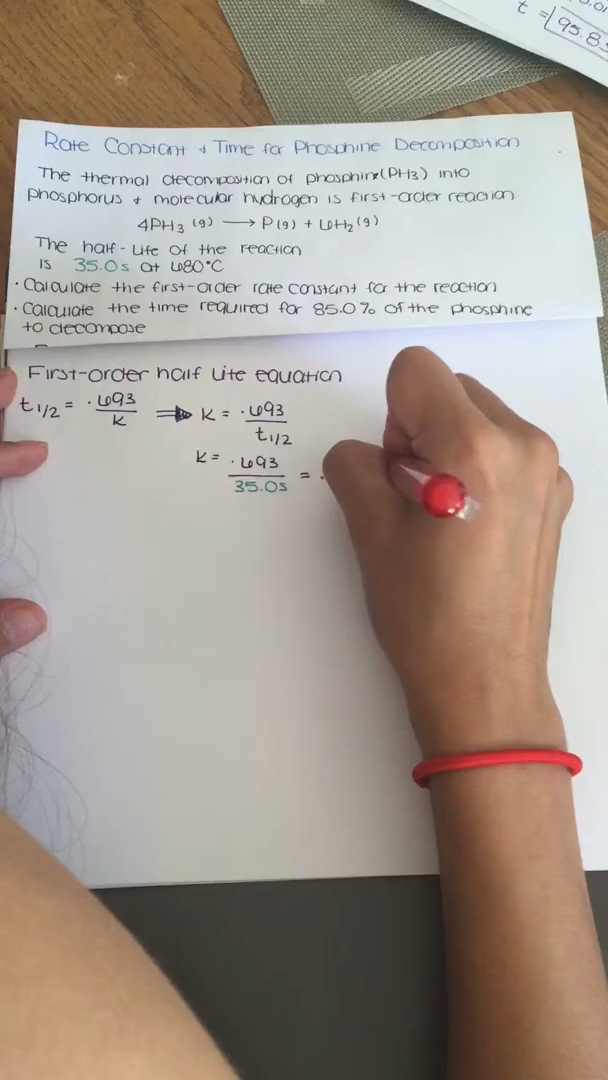 t = 95.8s
Rate Constant + Time for Phosphine Decomposition
The thermal decomposition of phosphine (PH3) into
phosphorus + molecular hydrogen is first-order reaction
4PH3 (g) ⟶ P(g) + 6H2 (g)
The half-life of the reaction
is 35.0s at 680°C
· Calculate the first-order rate constant for the reaction
· Calculate the time required for 85.0% of the phosphine
to decompose
First-order half life equation
t1/2 = .693/k ⇒ k = .693/t1/2
k = .693/35.0s = .